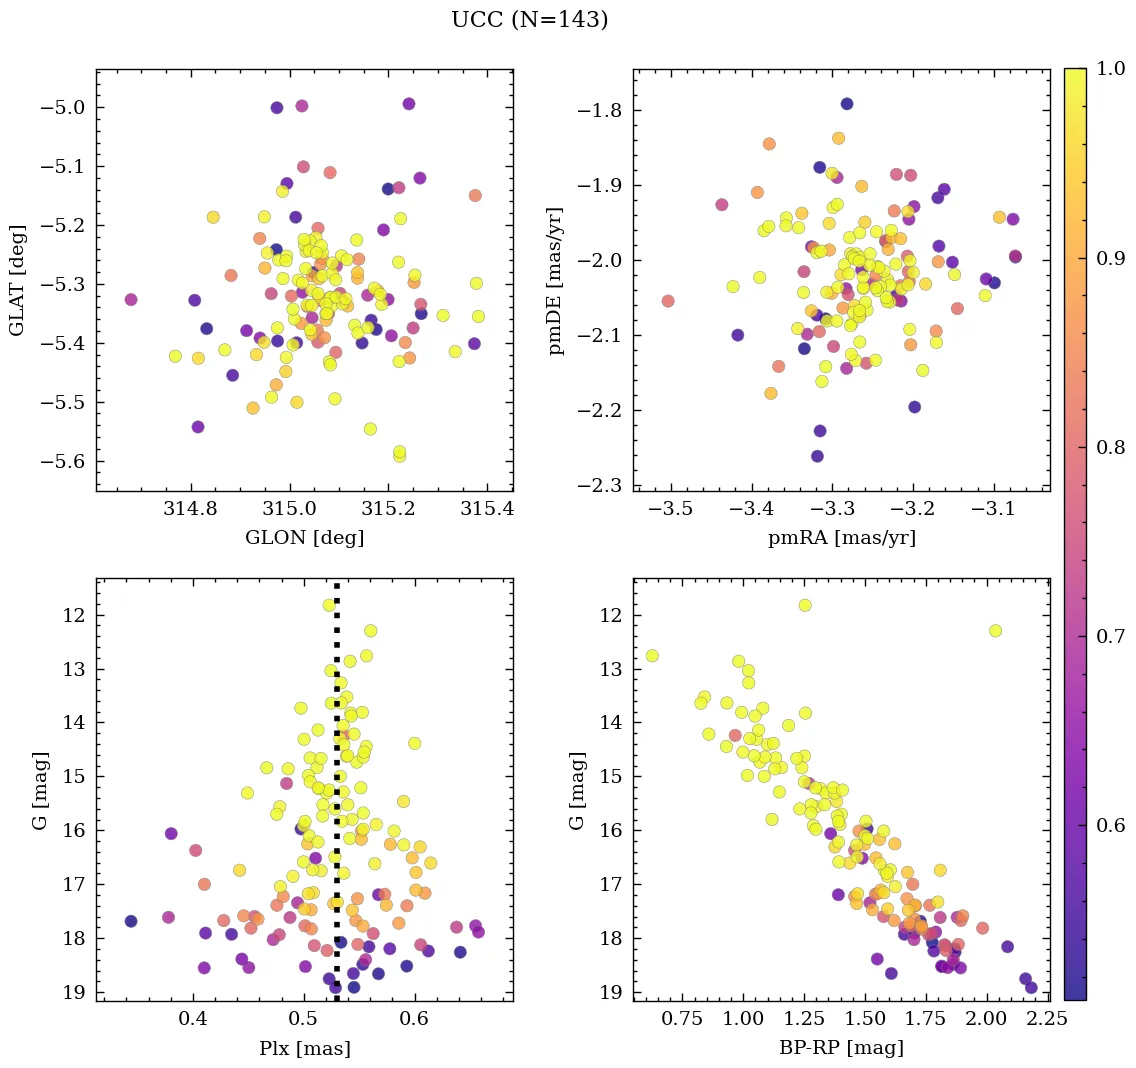 UCC (N=143)
−5.0
−5.1
−5.2
−5.3
−5.4
−5.5
−5.6
GLAT [deg]
314.8 315.0 315.2 315.4
GLON [deg]
−1.8
−1.9
−2.0
−2.1
−2.2
−2.3
pmDE [mas/yr]
−3.5 −3.4 −3.3 −3.2 −3.1
pmRA [mas/yr]
12
13
14
15
16
17
18
19
G [mag]
0.4 0.5 0.6
Plx [mas]
12
13
14
15
16
17
18
19
G [mag]
0.75 1.00 1.25 1.50 1.75 2.00 2.25
BP-RP [mag]
1.0
0.9
0.8
0.7
0.6